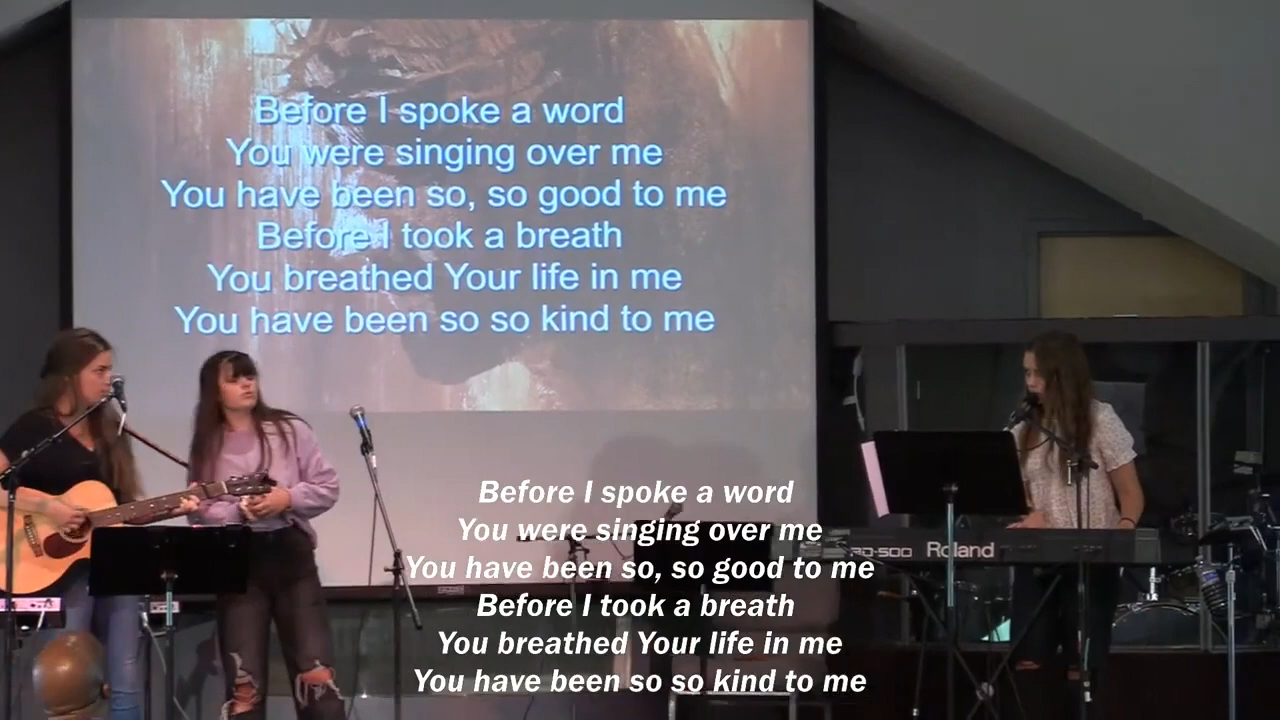 Before I spoke a word
You were singing over me
You have been so, so good to me
Before I took a breath
You breathed Your life in me
You have been so so kind to me
Before I spoke a word
You were singing over me
You have been so, so good to me
Before I took a breath
You breathed Your life in me
You have been so so kind to me
RD-500 Roland